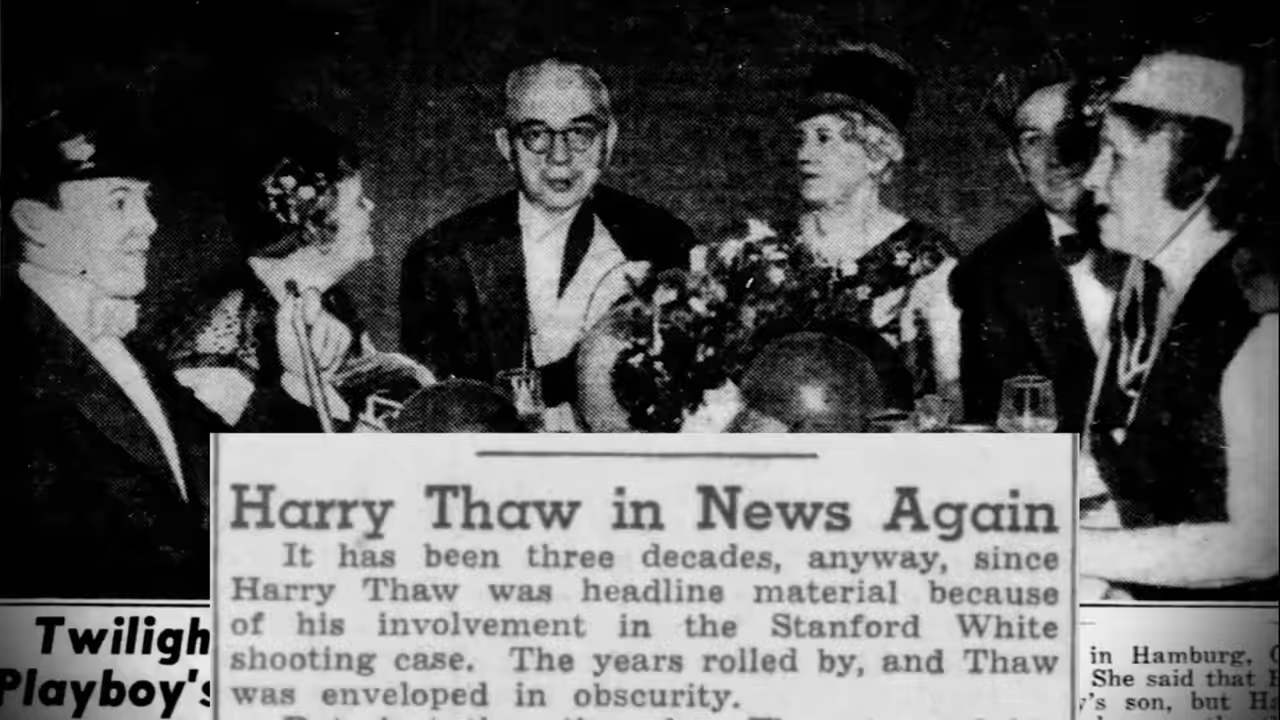 Harry Thaw in News Again
It has been three decades, anyway, since
Harry Thaw was headline material because
of his involvement in the Stanford White
shooting case. The years rolled by, and Thaw
was enveloped in obscurity.
Twiligh
Playboy's
in Hamburg,
She said that
's son, but